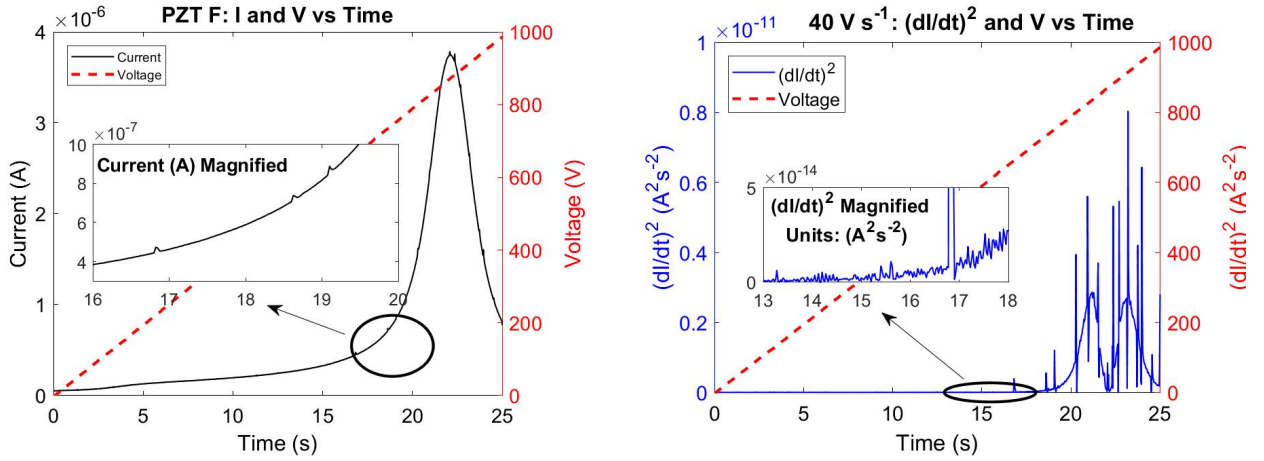 PZT F: I and V vs Time
×10⁻⁶
4
3
2
1
0
Current (A)
Current
Voltage
Current (A) Magnified
×10⁻⁷
10
8
6
4
16 17 18 19 20
0 5 10 15 20 25
Time (s)
1000
800
600
400
200
0
Voltage (V)
40 V s⁻¹: (dI/dt)² and V vs Time
×10⁻¹¹
1
0.8
0.6
0.4
0.2
0
(dI/dt)² (A²s⁻²)
(dI/dt)²
Voltage
5 ×10⁻¹⁴
(dI/dt)² Magnified
Units: (A²s⁻²)
0
13 14 15 16 17 18
0 5 10 15 20 25
Time (s)
1000
800
600
400
200
0
(dI/dt)² (A²s⁻²)